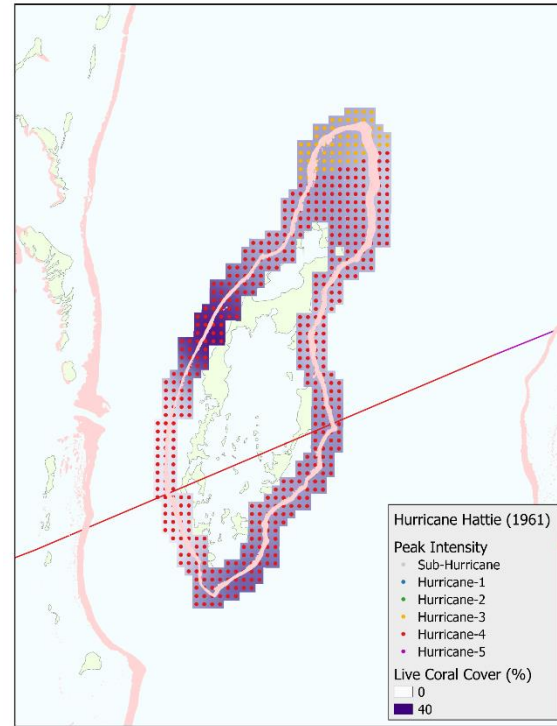 Hurricane Hattie (1961)
Peak Intensity
Sub-Hurricane
Hurricane-1
Hurricane-2
Hurricane-3
Hurricane-4
Hurricane-5
Live Coral Cover (%)
0
40